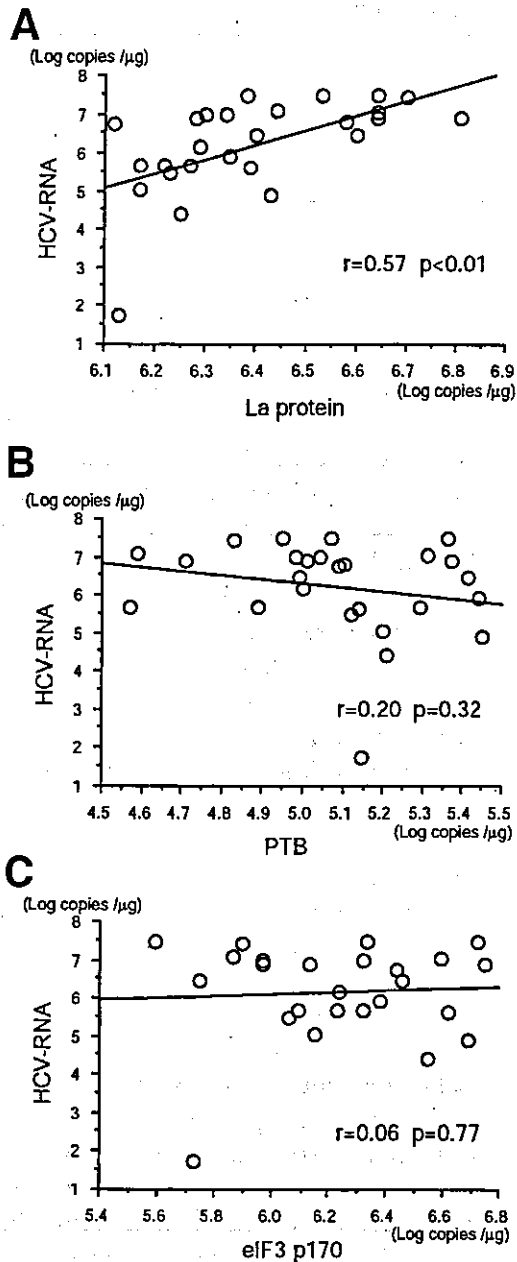 A
(Log copies /μg)
8
7
6
5
4
3
2
1
HCV-RNA
r=0.57 p<0.01
6.1 6.2 6.3 6.4 6.5 6.6 6.7 6.8 6.9
(Log copies /μg)
La protein
B
(Log copies /μg)
8
7
6
5
4
3
2
1
HCV-RNA
r=0.20 p=0.32
4.5 4.6 4.7 4.8 4.9 5.0 5.1 5.2 5.3 5.4 5.5
(Log copies /μg)
PTB
C
(Log copies /μg)
8
7
6
5
4
3
2
1
HCV-RNA
r=0.06 p=0.77
5.4 5.6 5.8 6.0 6.2 6.4 6.6 6.8
(Log copies /μg)
eIF3 p170